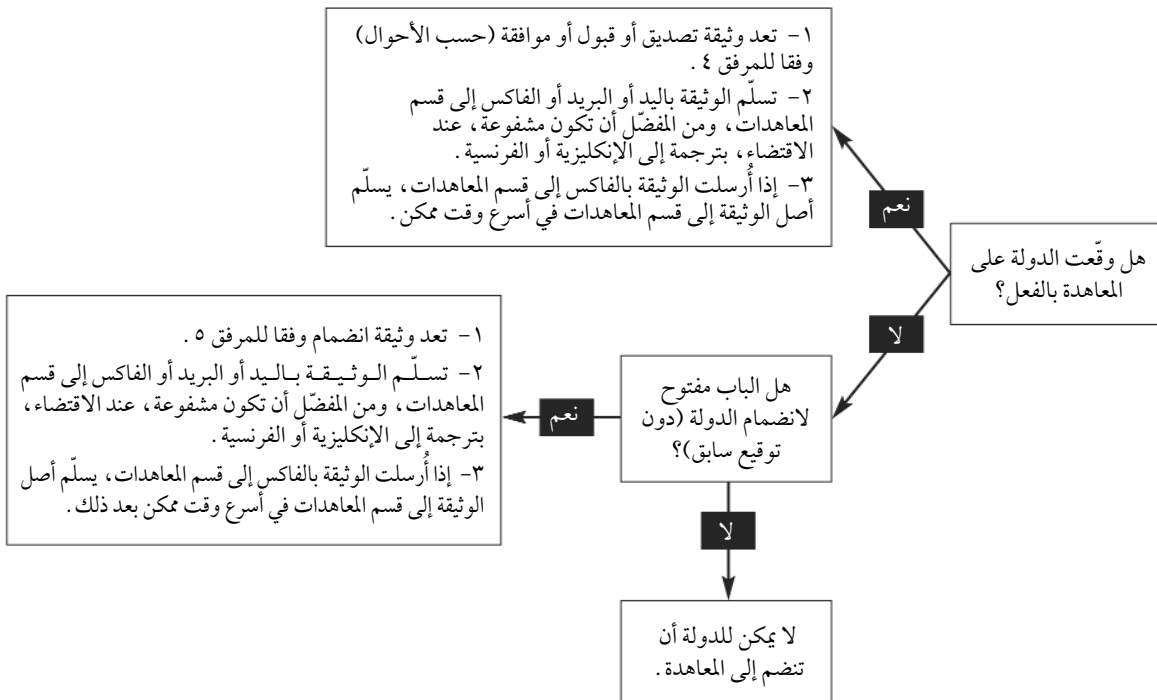 ١- تعد وثيقة تصديق أو قبول أو موافقة (حسب الأحوال)
وفقا للمرفق ٤.
٢- تسلّم الوثيقة باليد أو البريد أو الفاكس إلى قسم
المعاهدات، ومن المفضّل أن تكون مشفوعة، عند
الاقتضاء، بترجمة إلى الإنكليزية أو الفرنسية.
٣- إذا أُرسلت الوثيقة بالفاكس إلى قسم المعاهدات، يسلّم
أصل الوثيقة إلى قسم المعاهدات في أسرع وقت ممكن.
نعم
هل وقّعت الدولة على
المعاهدة بالفعل؟
لا
هل الباب مفتوح
لانضمام الدولة (دون
توقيع سابق)؟
نعم
١- تعد وثيقة انضمام وفقا للمرفق ٥.
٢- تسلّم الوثيقة باليد أو البريد أو الفاكس إلى قسم
المعاهدات، ومن المفضّل أن تكون مشفوعة، عند الاقتضاء،
بترجمة إلى الإنكليزية أو الفرنسية.
٣- إذا أُرسلت الوثيقة بالفاكس إلى قسم المعاهدات، يسلّم أصل
الوثيقة إلى قسم المعاهدات في أسرع وقت ممكن بعد ذلك.
لا
لا يمكن للدولة أن
تنضم إلى المعاهدة.